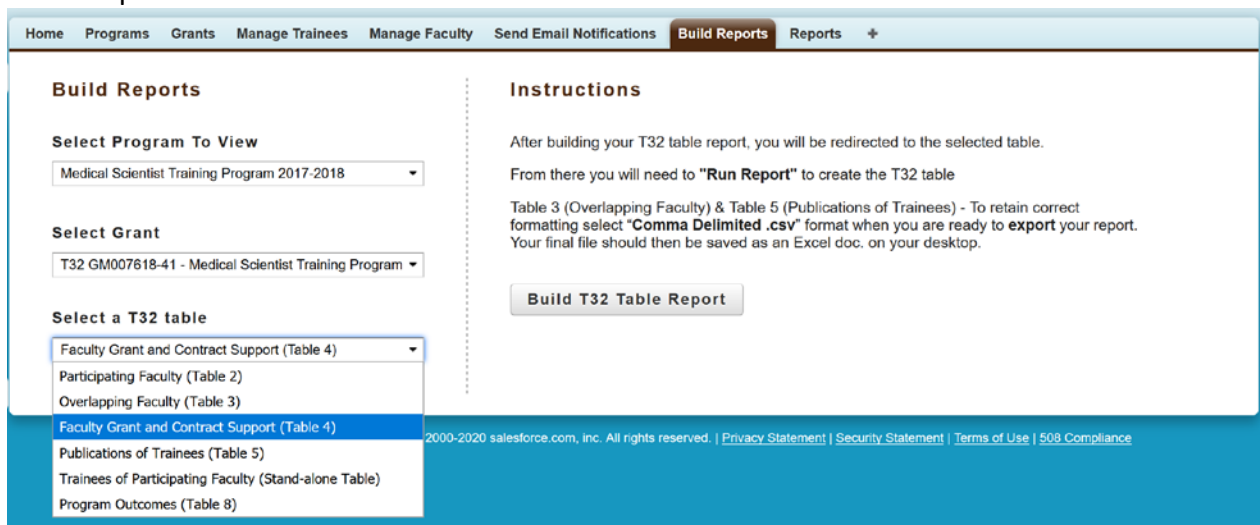 Home Programs Grants Manage Trainees Manage Faculty Send Email Notifications Build Reports Reports +
Build Reports
Select Program To View
Medical Scientist Training Program 2017-2018
Select Grant
T32 GM007618-41 - Medical Scientist Training Program
Select a T32 table
Faculty Grant and Contract Support (Table 4)
Participating Faculty (Table 2)
Overlapping Faculty (Table 3)
Faculty Grant and Contract Support (Table 4)
Publications of Trainees (Table 5)
Trainees of Participating Faculty (Stand-alone Table)
Program Outcomes (Table 8)
Instructions
After building your T32 table report, you will be redirected to the selected table.
From there you will need to "Run Report" to create the T32 table
Table 3 (Overlapping Faculty) & Table 5 (Publications of Trainees) - To retain correct
formatting select “Comma Delimited .csv” format when you are ready to export your report.
Your final file should then be saved as an Excel doc. on your desktop.
Build T32 Table Report
2000-2020 salesforce.com, inc. All rights reserved. | Privacy Statement | Security Statement | Terms of Use | 508 Compliance